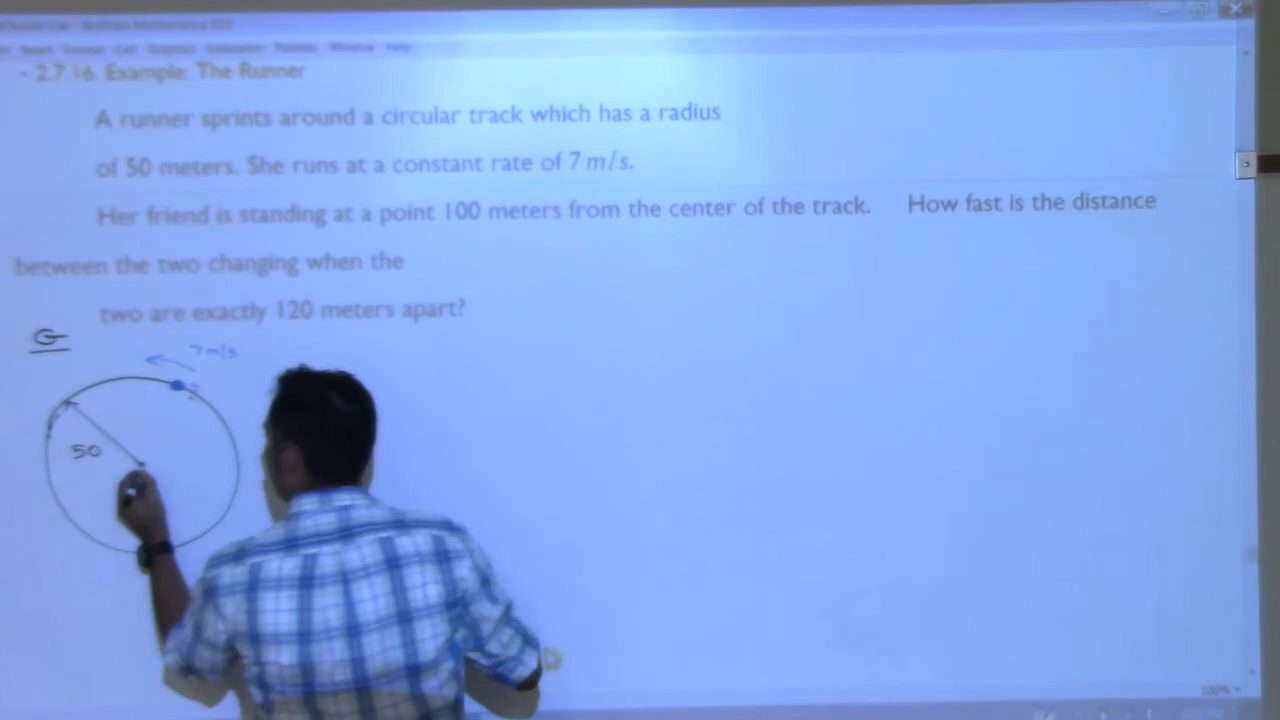 2.7.16. Example: The Runner
A runner sprints around a circular track which has a radius
of 50 meters. She runs at a constant rate of 7 m/s.
Her friend is standing at a point 100 meters from the center of the track. How fast is the distance
between the two changing when the
two are exactly 120 meters apart?
G
7 m/s
50
100%